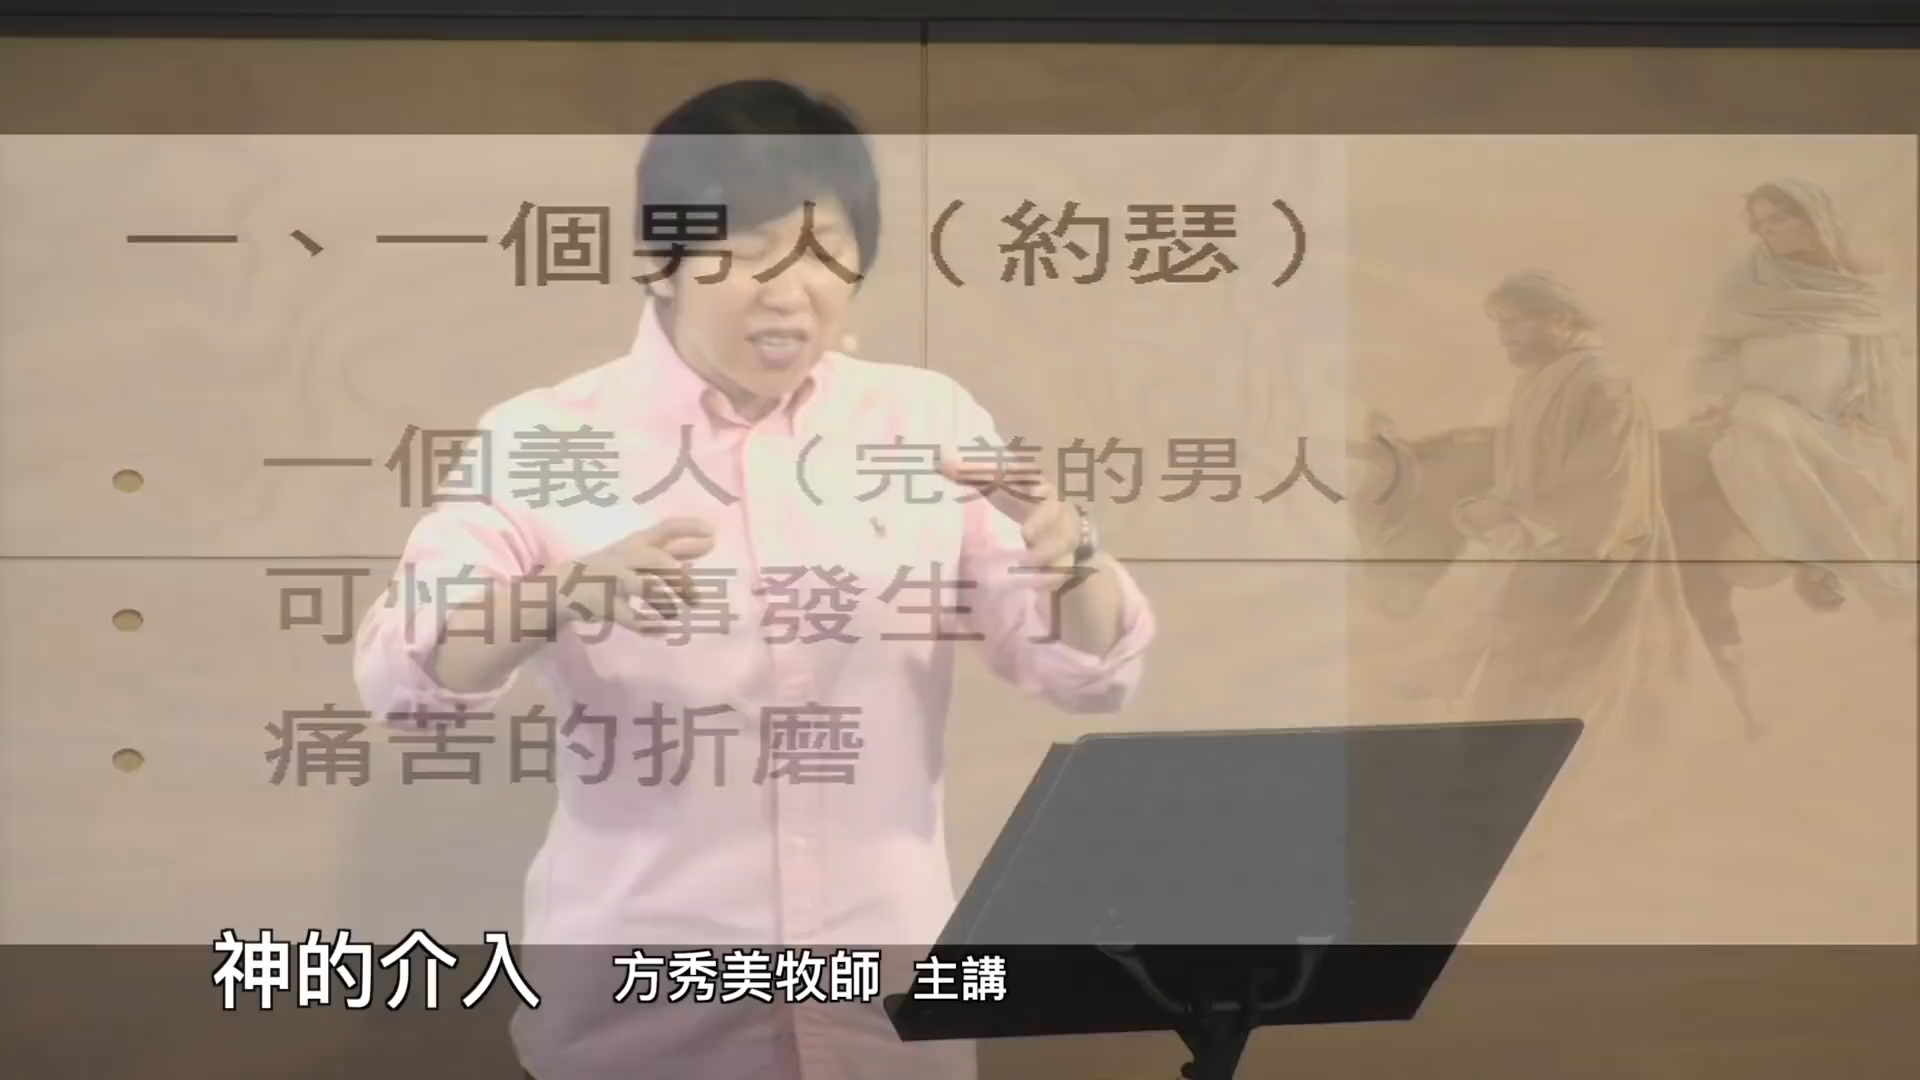 一、一個男人（約瑟）
• 一個義人（完美的男人）
• 可怕的事發生了
• 痛苦的折磨
神的介入 方秀美牧師 主講